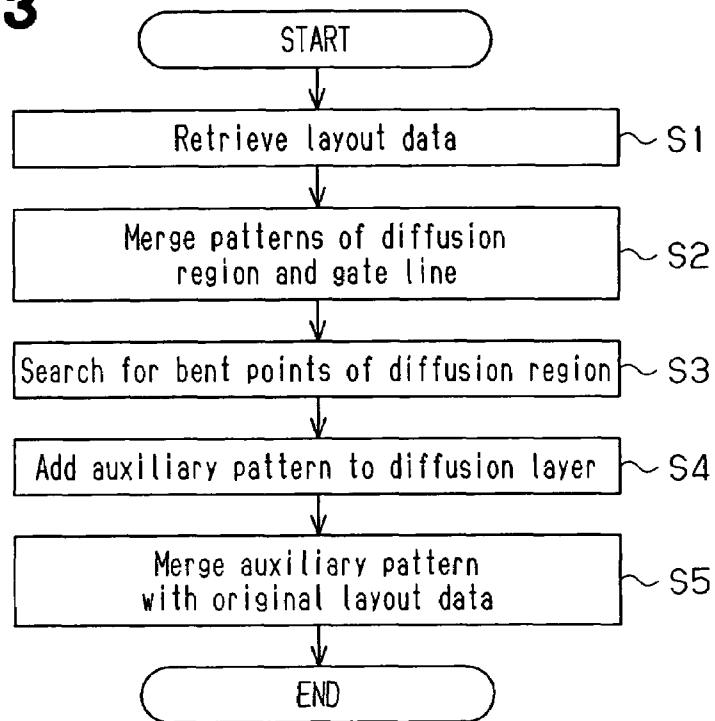 3
START
Retrieve layout data
S1
Merge patterns of diffusion
region and gate line
S2
Search for bent points of diffusion region
S3
Add auxiliary pattern to diffusion layer
S4
Merge auxiliary pattern
with original layout data
S5
END